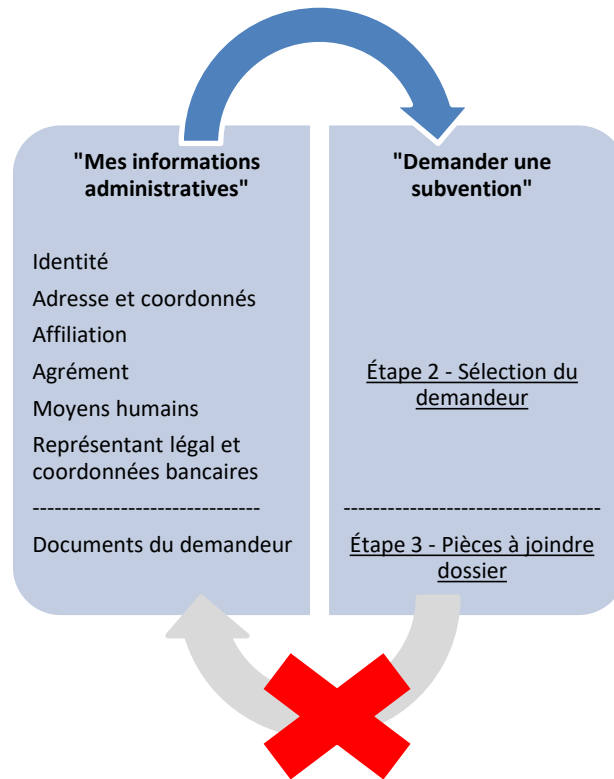 "Mes informations
administratives"
Identité
Adresse et coordonnés
Affiliation
Agrément
Moyens humains
Représentant légal et
coordonnées bancaires
-------------------------------
Documents du demandeur
"Demander une
subvention"
Étape 2 - Sélection du
demandeur
-----------------------------------
Étape 3 - Pièces à joindre
dossier